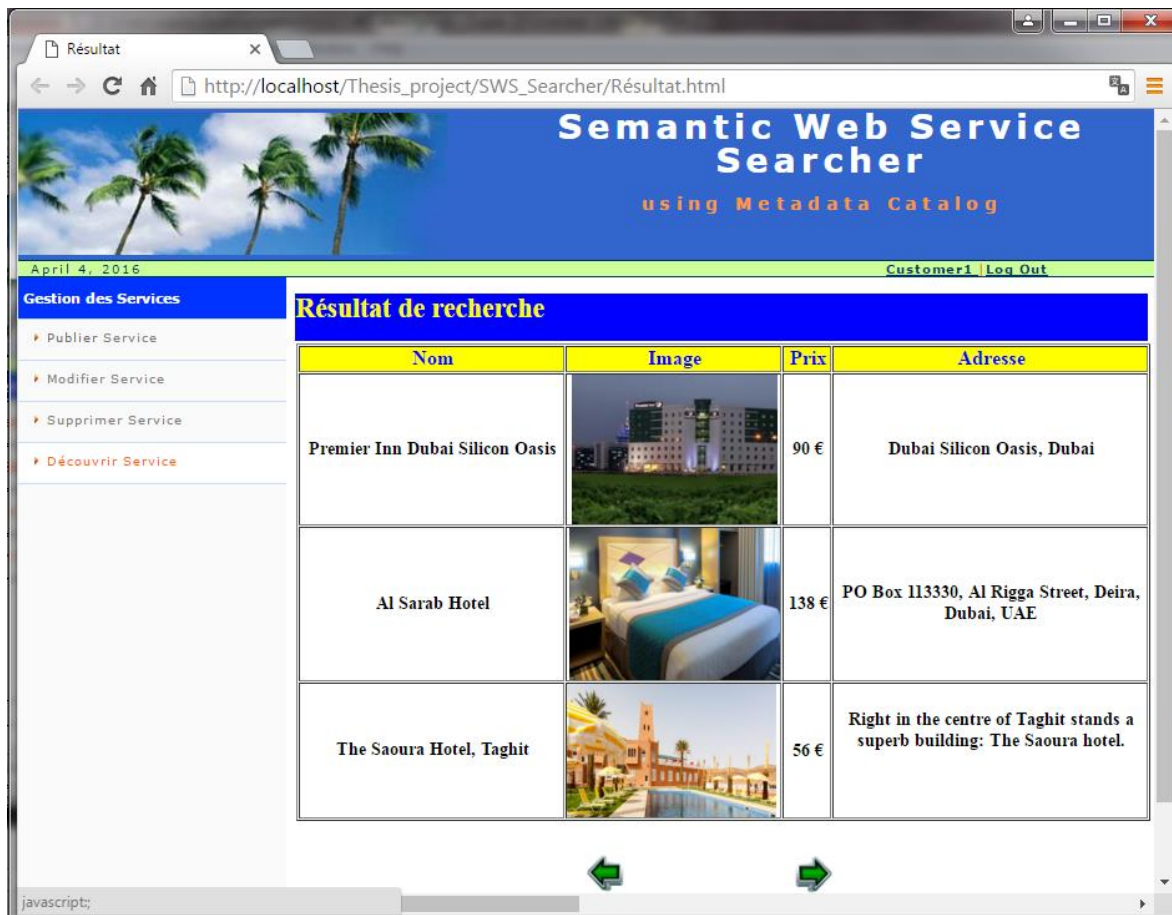 Résultat
http://localhost/Thesis_project/SWS_Searcher/Résultat.html
Semantic Web Service
Searcher
using Metadata Catalog
April 4, 2016
Customer1 | Log Out
Gestion des Services
Publier Service
Modifier Service
Supprimer Service
Découvrir Service
Résultat de recherche
Nom Image Prix Adresse
Premier Inn Dubai Silicon Oasis 90 € Dubai Silicon Oasis, Dubai
Al Sarab Hotel 138 € PO Box 113330, Al Rigga Street, Deira,
Dubai, UAE
The Saoura Hotel, Taghit 56 € Right in the centre of Taghit stands a
superb building: The Saoura hotel.
javascript:;